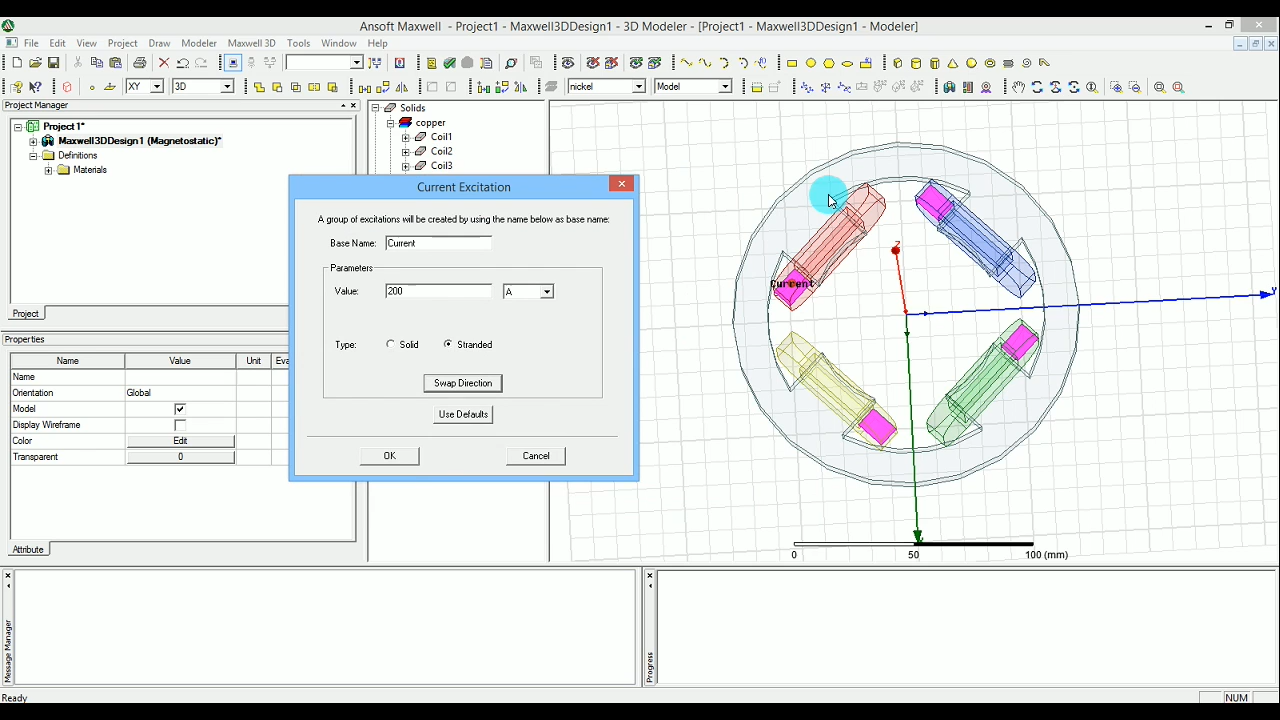 Ansoft Maxwell - Project1 - Maxwell3DDesign1 - 3D Modeler - [Project1 - Maxwell3DDesign1 - Modeler]
File Edit View Project Draw Modeler Maxwell 3D Tools Window Help
XY 3D nickel Model
Project Manager
Project1*
Maxwell3DDesign1 (Magnetostatic)*
Definitions
Materials
Project
Solids
copper
Coil1
Coil2
Coil3
Properties
Name Value Unit Eva
Name
Orientation Global
Model
Display Wireframe
Color Edit
Transparent 0
Attribute
Current Excitation
A group of excitations will be created by using the name below as base name:
Base Name: Current
Parameters
Value: 200 A
Type: Solid Stranded
Swap Direction
Use Defaults
OK Cancel
Z
Current
Y
0 50 100 (mm)
Message Manager
Progress
Ready NUM